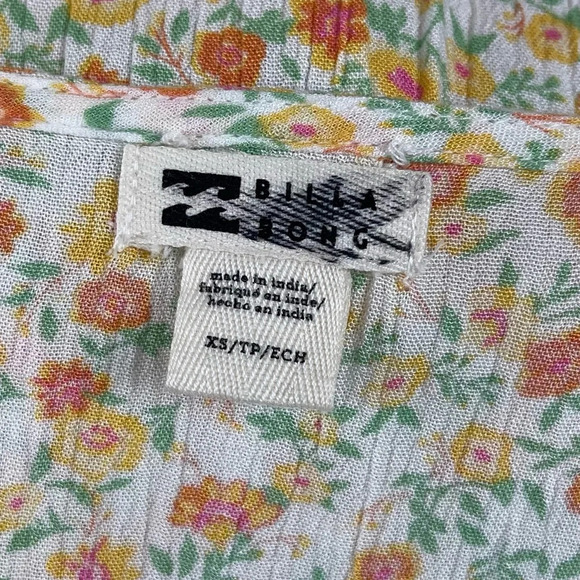 BILLA
BONG
made in india/
fabriqué en inde/
hecho en india
XS/TP/ECH